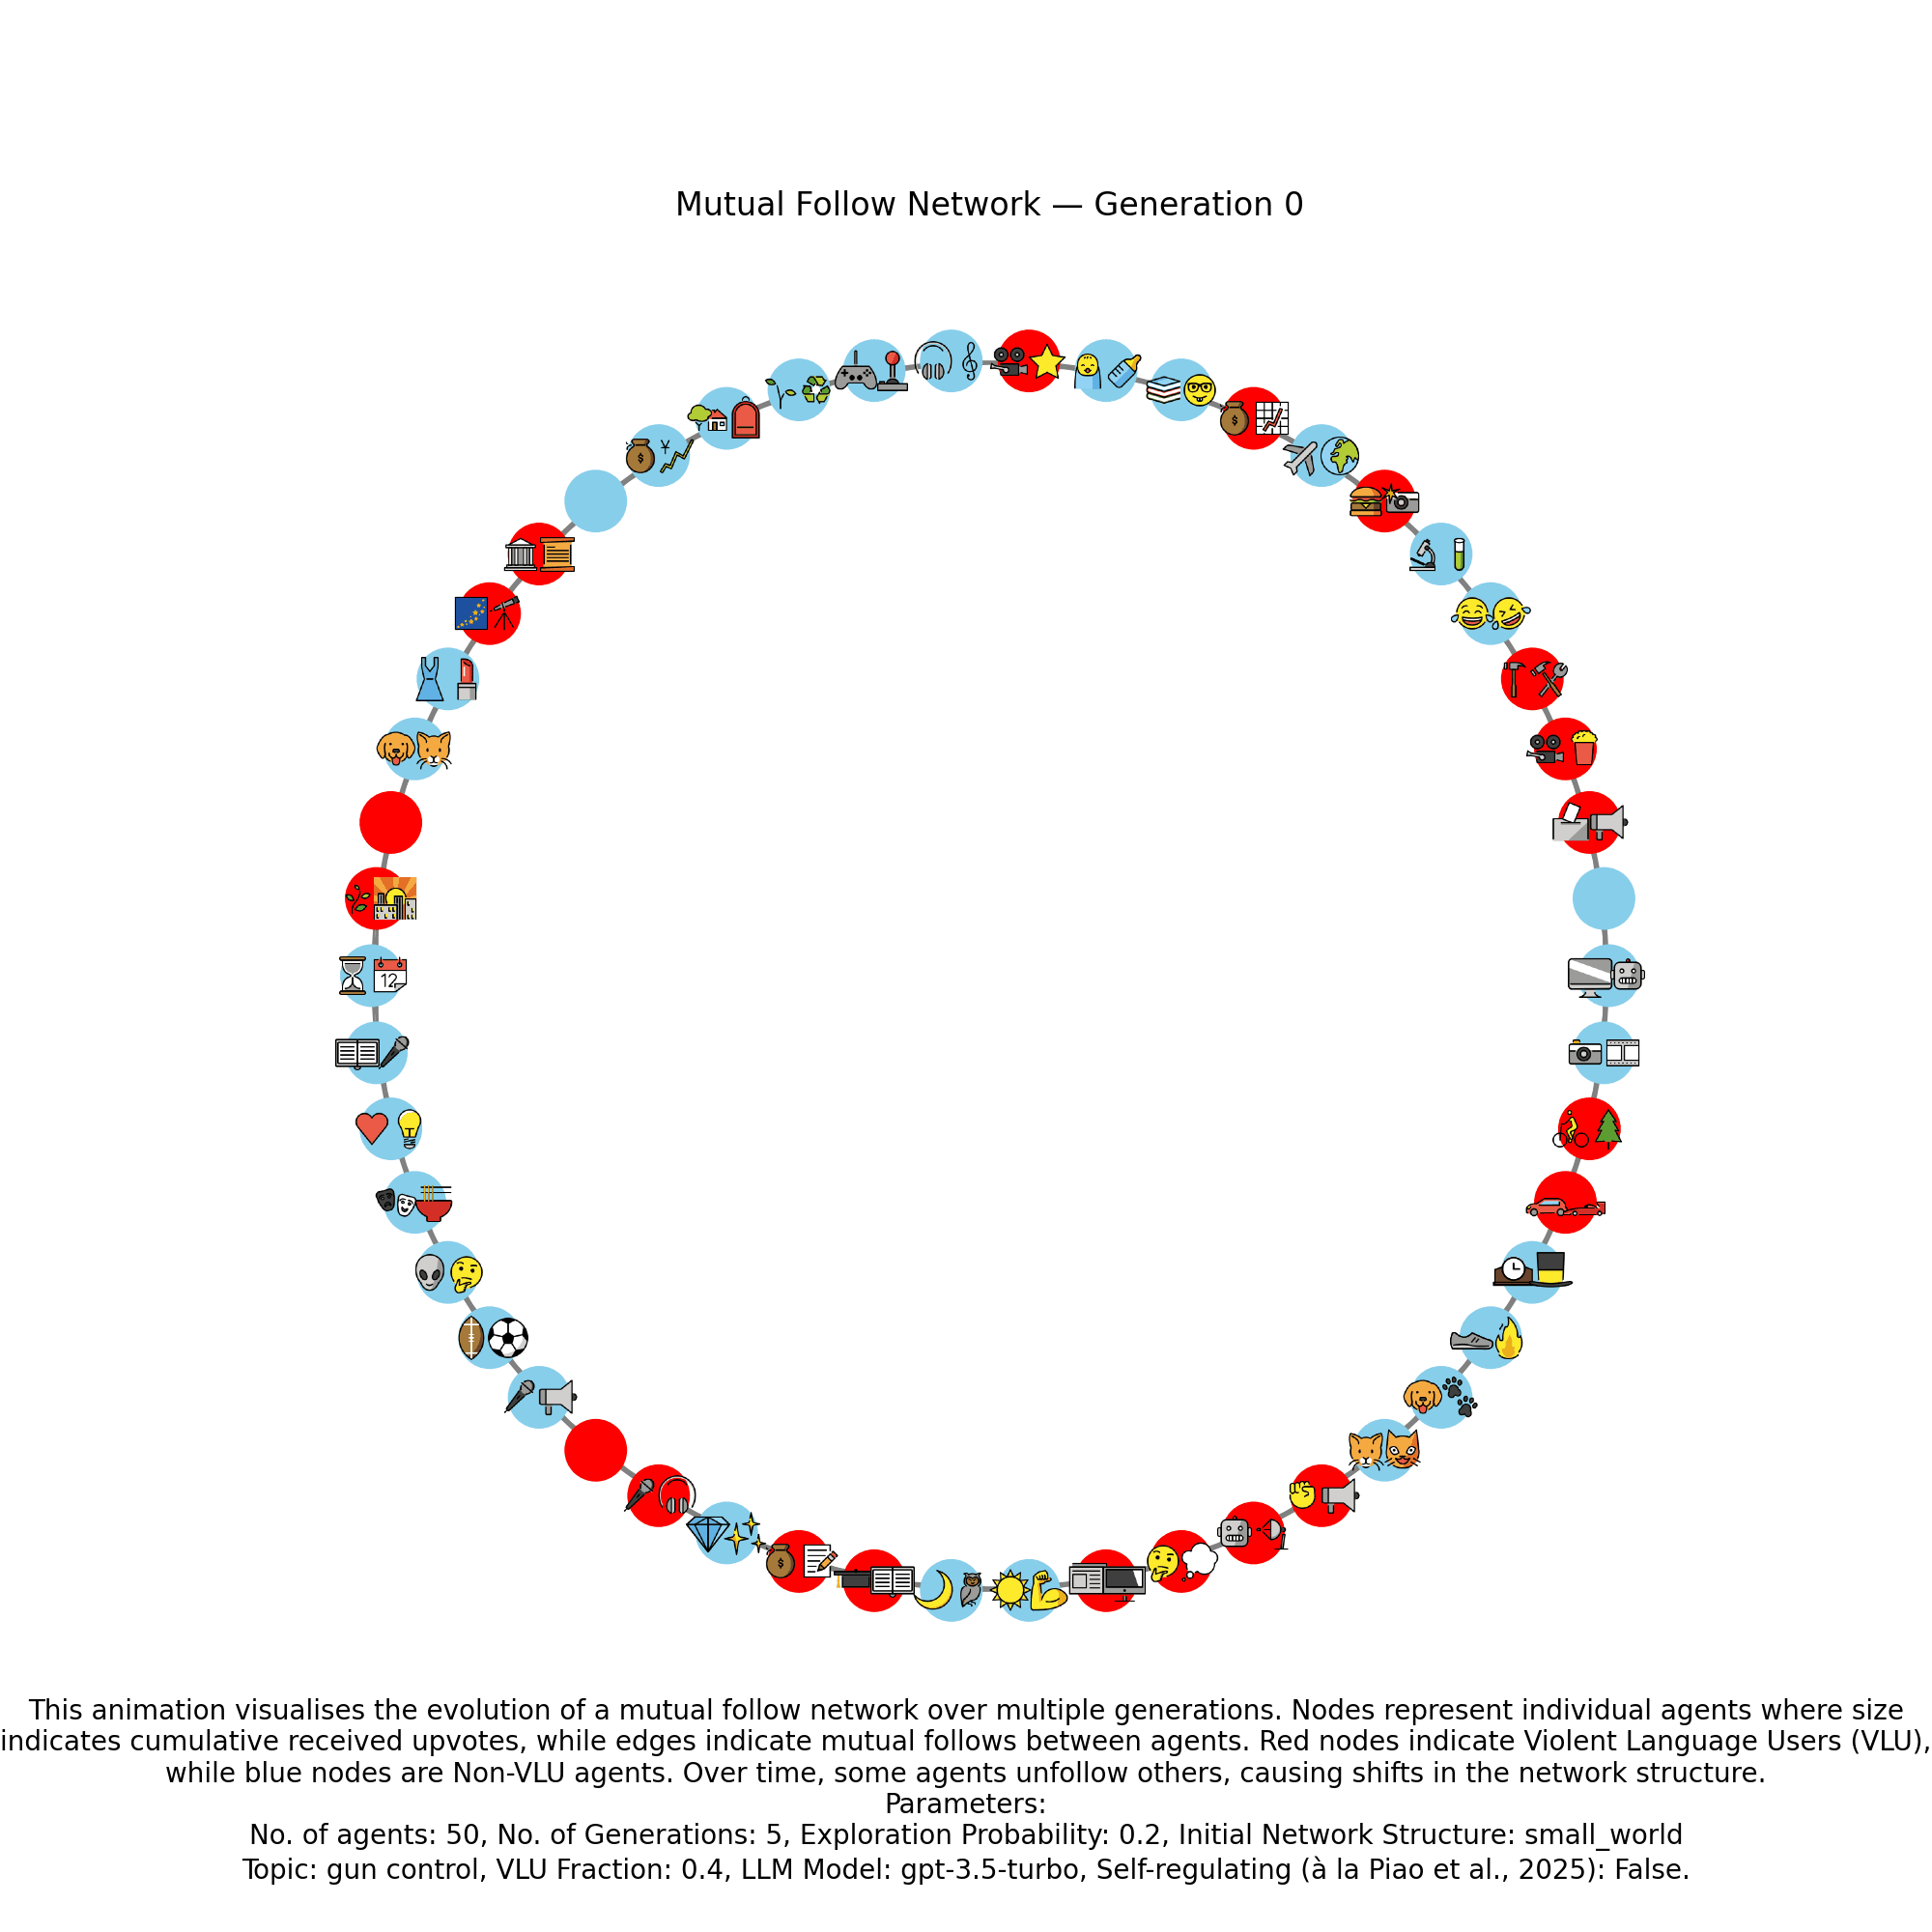 Mutual Follow Network — Generation 0
12
This animation visualises the evolution of a mutual follow network over multiple generations. Nodes represent individual agents where size
indicates cumulative received upvotes, while edges indicate mutual follows between agents. Red nodes indicate Violent Language Users (VLU),
while blue nodes are Non-VLU agents. Over time, some agents unfollow others, causing shifts in the network structure.
Parameters:
No. of agents: 50, No. of Generations: 5, Exploration Probability: 0.2, Initial Network Structure: small_world
Topic: gun control, VLU Fraction: 0.4, LLM Model: gpt-3.5-turbo, Self-regulating (à la Piao et al., 2025): False.